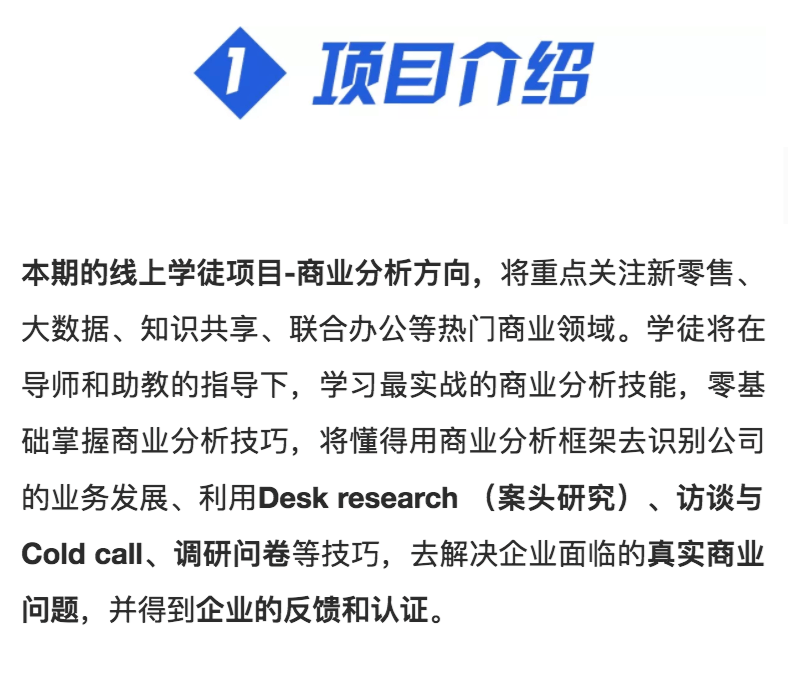 1 项目介绍
本期的线上学徒项目-商业分析方向，将重点关注新零售、
大数据、知识共享、联合办公等热门商业领域。学徒将在
导师和助教的指导下，学习最实战的商业分析技能，零基
础掌握商业分析技巧，将懂得用商业分析框架去识别公司
的业务发展、利用Desk research （案头研究）、访谈与
Cold call、调研问卷等技巧，去解决企业面临的真实商业
问题，并得到企业的反馈和认证。